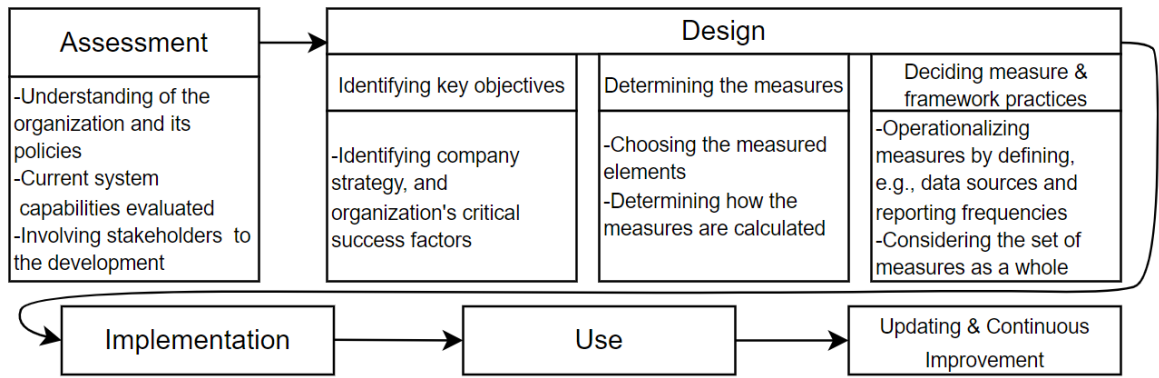 Assessment
-Understanding of the
organization and its
policies
-Current system
capabilities evaluated
-Involving stakeholders to
the development
Design
Identifying key objectives
-Identifying company
strategy, and
organization's critical
success factors
Determining the measures
-Choosing the measured
elements
-Determining how the
measures are calculated
Deciding measure &
framework practices
-Operationalizing
measures by defining,
e.g., data sources and
reporting frequencies
-Considering the set of
measures as a whole
Implementation
Use
Updating & Continuous
Improvement